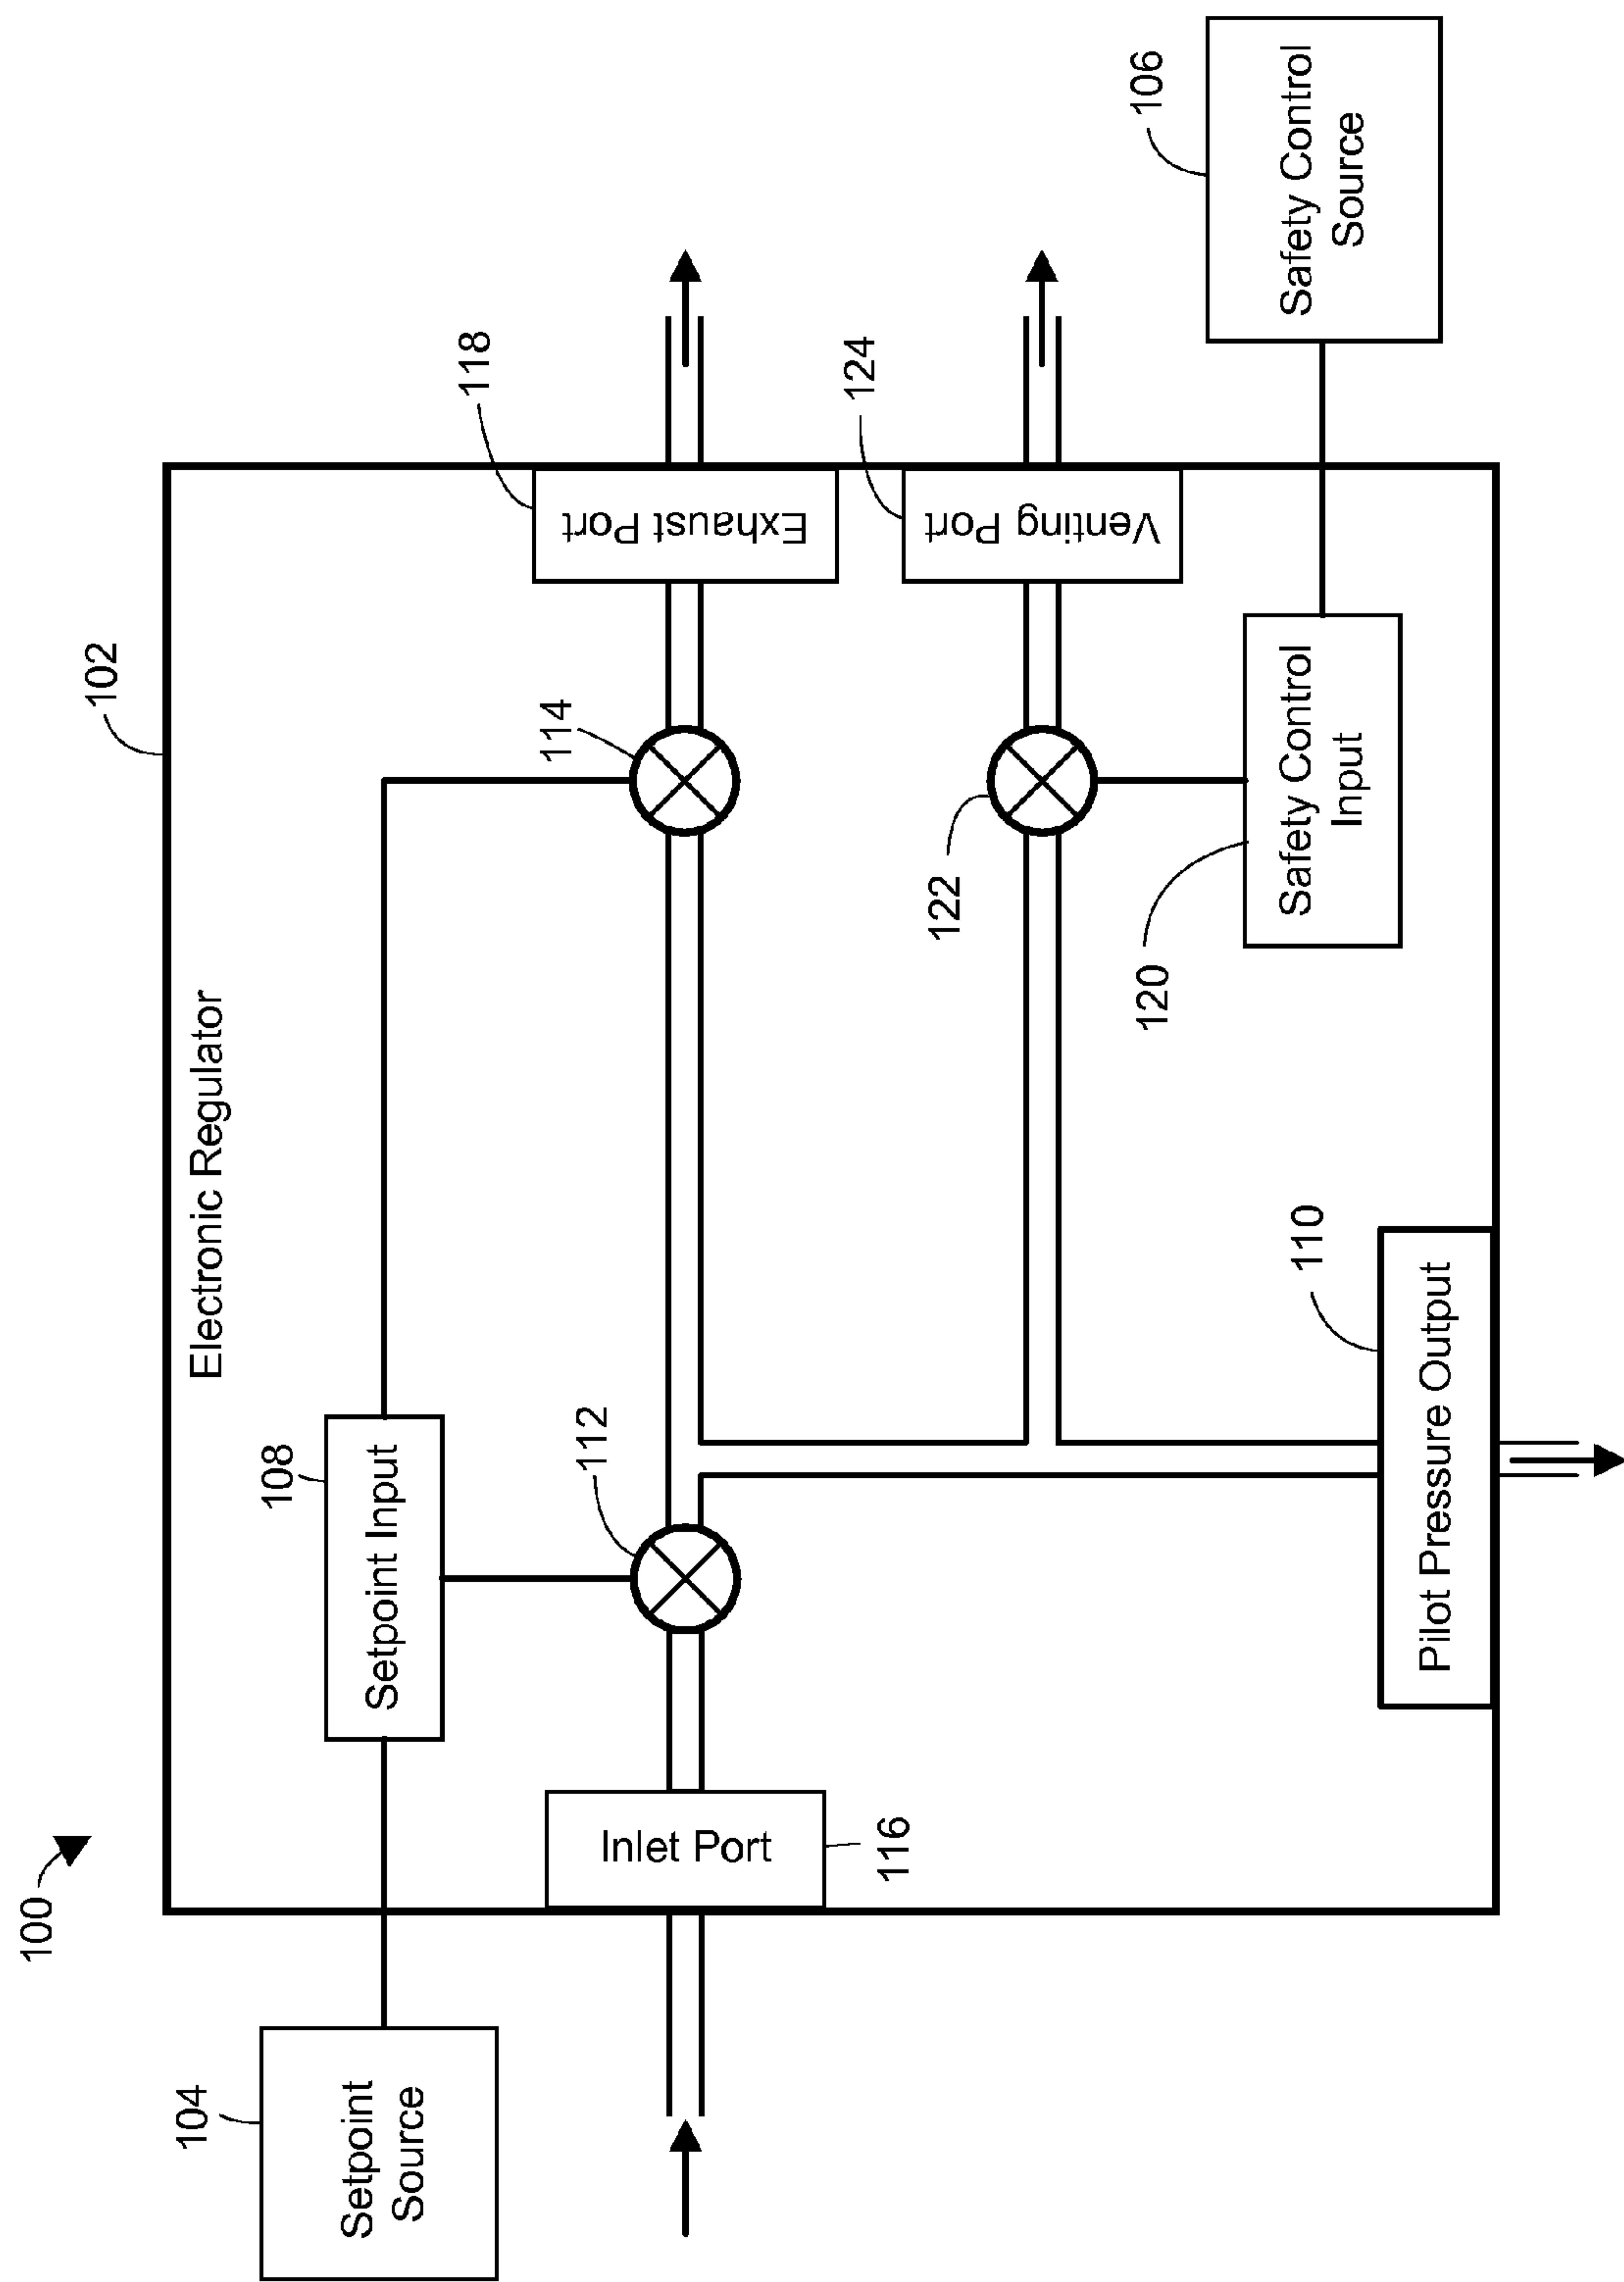 100
102
Electronic Regulator
104
Setpoint
Source
108
Setpoint Input
112
114
116
Inlet Port
118
Exhaust Port
122
124
Venting Port
120
Safety Control
Input
106
Safety Control
Source
110
Pilot Pressure Output